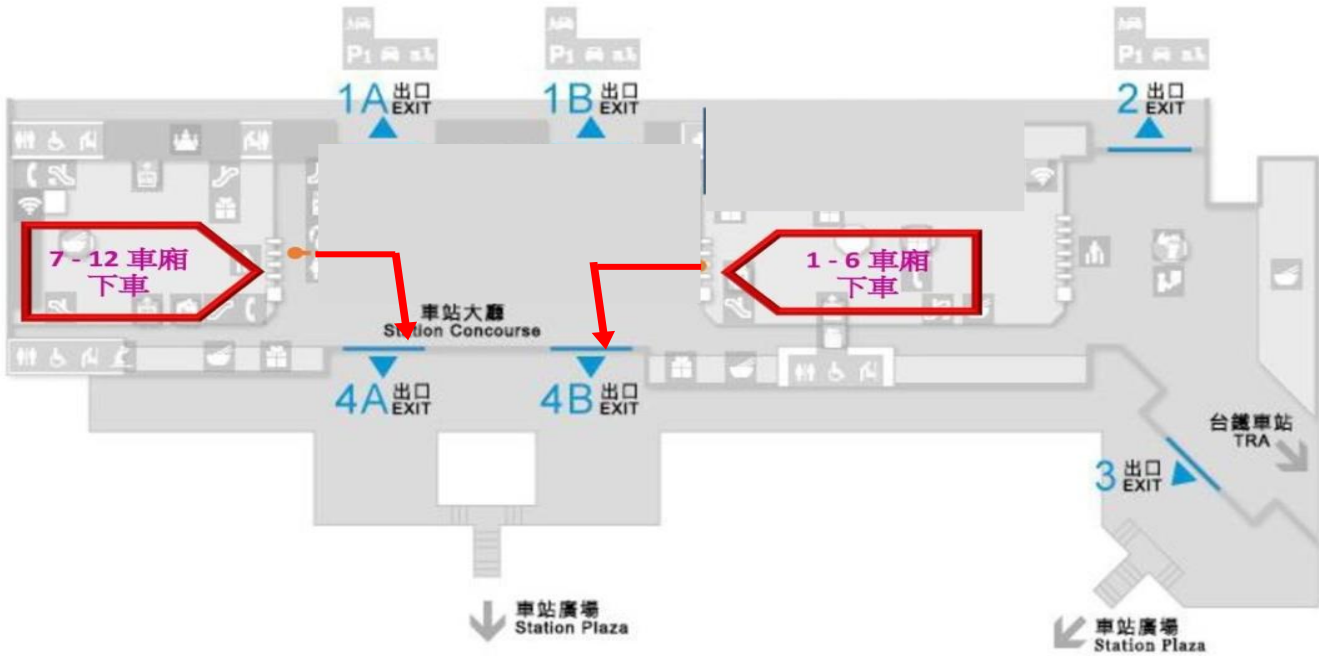 P1
P1
P1
1A 出口
EXIT
1B 出口
EXIT
2 出口
EXIT
7 - 12 車廂
下車
1 - 6 車廂
下車
車站大廳
Station Concourse
4A 出口
EXIT
4B 出口
EXIT
台鐵車站
TRA
3 出口
EXIT
車站廣場
Station Plaza
車站廣場
Station Plaza